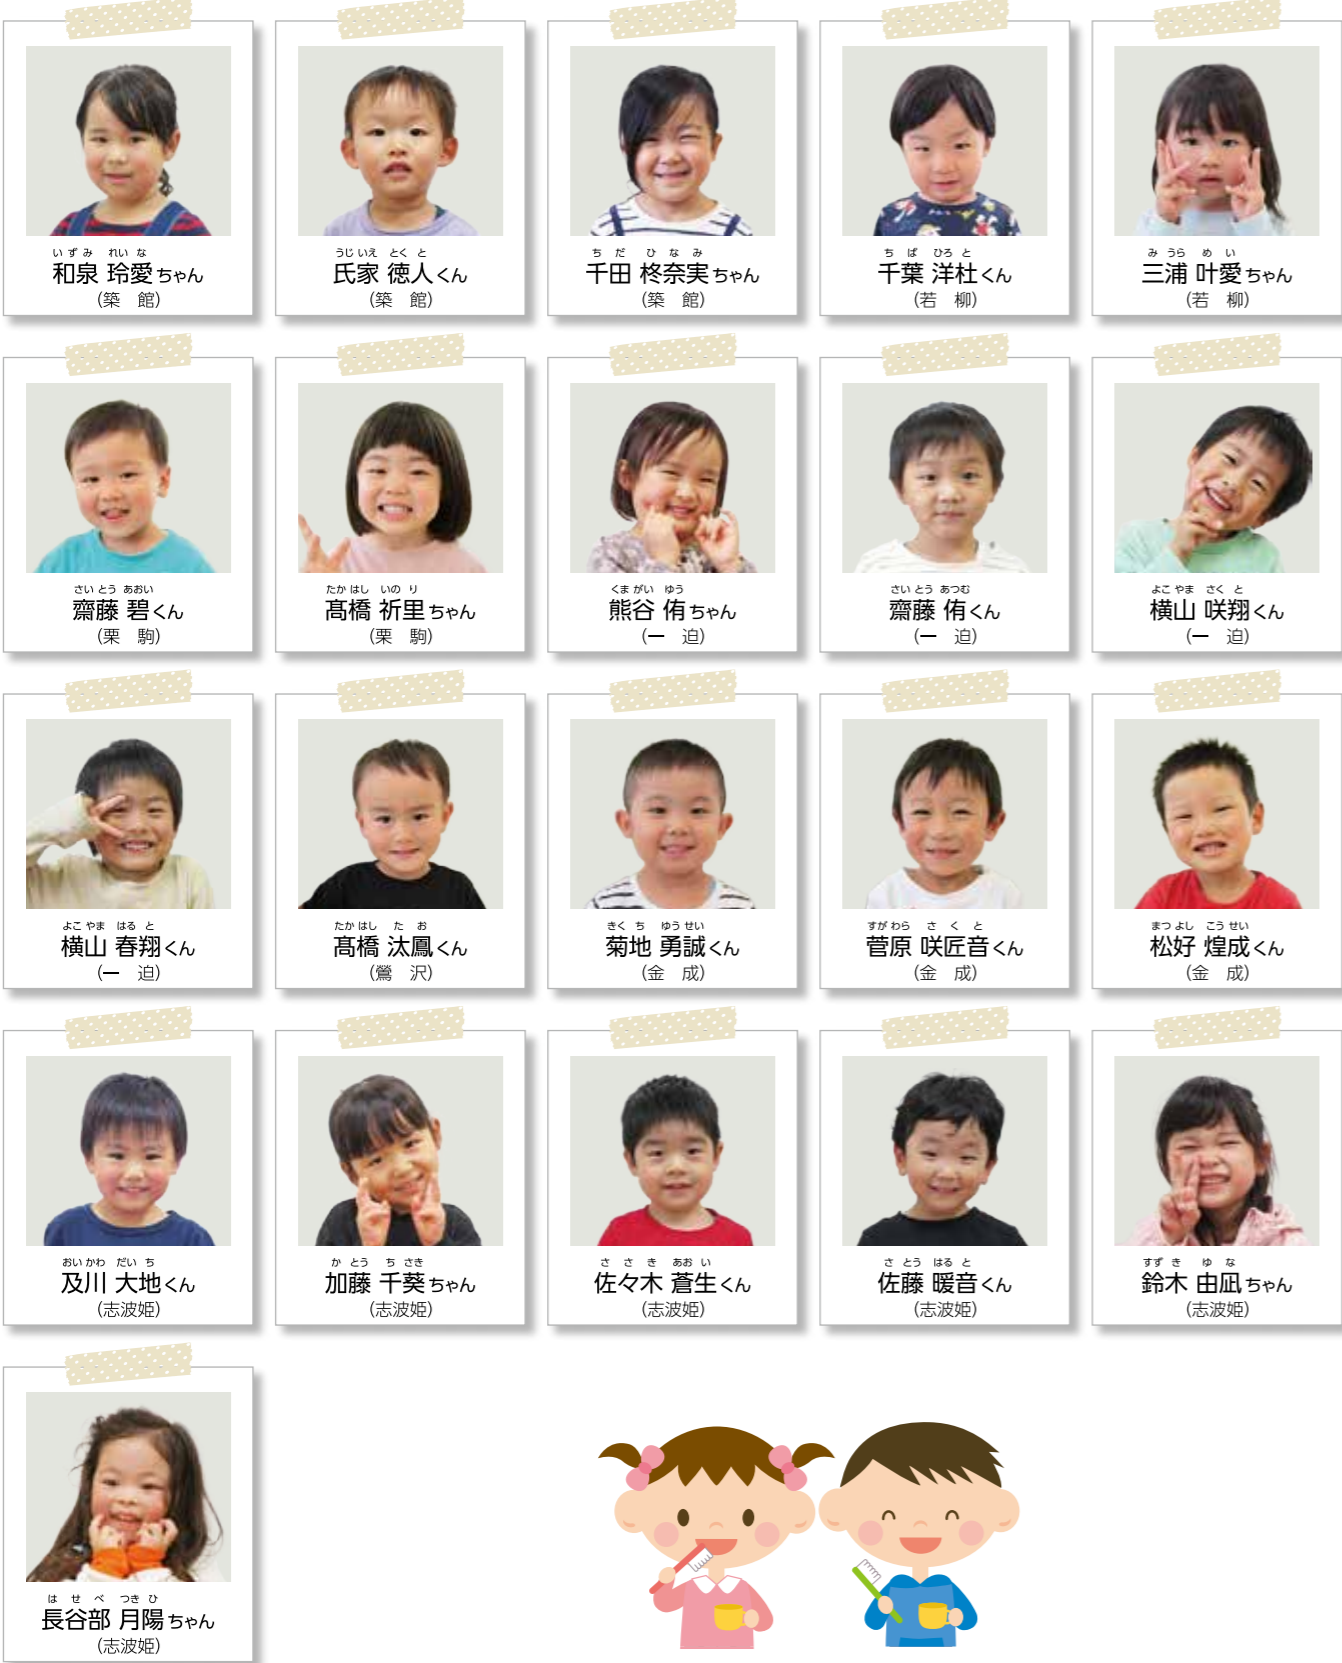 いずみ れいな
和泉 玲愛ちゃん
（築 館）
うじいえ とくと
氏家 徳人くん
（築 館）
ちだ ひなみ
千田 柊奈実ちゃん
（築 館）
ちば ひろと
千葉 洋杜くん
（若 柳）
みうら めい
三浦 叶愛ちゃん
（若 柳）
さいとう あおい
齋藤 碧くん
（栗 駒）
たかはし いのり
髙橋 祈里ちゃん
（栗 駒）
くまがい ゆう
熊谷 侑ちゃん
（一 迫）
さいとう あつむ
齋藤 侑くん
（一 迫）
よこやま さくと
横山 咲翔くん
（一 迫）
よこやま はると
横山 春翔くん
（一 迫）
たかはし たお
髙橋 汰鳳くん
（鶯 沢）
きくち ゆうせい
菊地 勇誠くん
（金 成）
すがわら さくと
菅原 咲匠音くん
（金 成）
まつよし こうせい
松好 煌成くん
（金 成）
おいかわ だいち
及川 大地くん
（志波姫）
かとう ちさき
加藤 千葵ちゃん
（志波姫）
ささき あおい
佐々木 蒼生くん
（志波姫）
さとう はると
佐藤 暖音くん
（志波姫）
すずき ゆな
鈴木 由凪ちゃん
（志波姫）
はせべ つきひ
長谷部 月陽ちゃん
（志波姫）